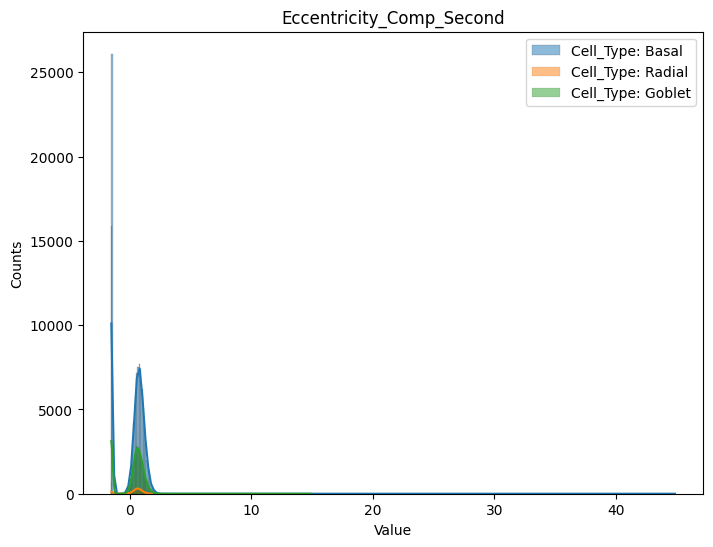 Eccentricity_Comp_Second
Cell_Type: Basal
Cell_Type: Radial
Cell_Type: Goblet
25000
20000
15000
10000
5000
0
Counts
0 10 20 30 40
Value